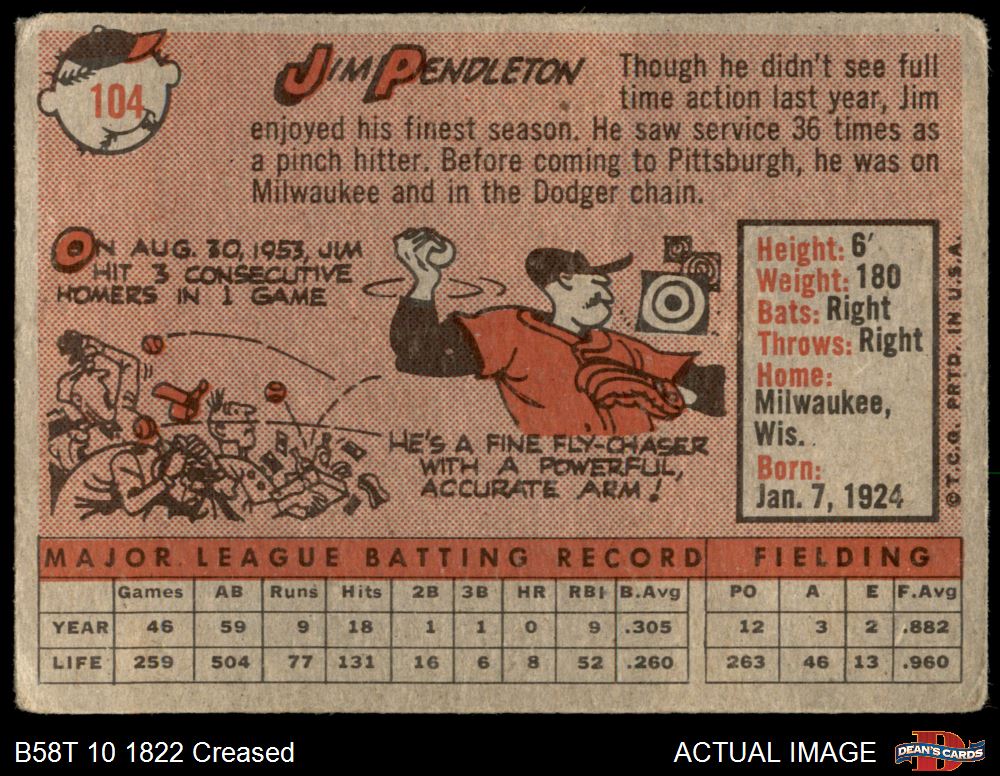 104
JIM PENDLETON
Though he didn't see full
time action last year, Jim
enjoyed his finest season. He saw service 36 times as
a pinch hitter. Before coming to Pittsburgh, he was on
Milwaukee and in the Dodger chain.
ON AUG. 30, 1953, JIM
HIT 3 CONSECUTIVE
HOMERS IN 1 GAME
HE'S A FINE FLY-CHASER
WITH A POWERFUL,
ACCURATE ARM!
Height: 6'
Weight: 180
Bats: Right
Throws: Right
Home:
Milwaukee,
Wis.
Born:
Jan. 7, 1924
©T.C.G. PRTD. IN U.S.A.
MAJOR LEAGUE BATTING RECORD FIELDING
Games AB Runs Hits 2B 3B HR RBI B.Avg PO A E F.Avg
YEAR 46 59 9 18 1 1 0 9 .305 12 3 2 .882
LIFE 259 504 77 131 16 6 8 52 .260 263 46 13 .960
B58T 10 1822 Creased
ACTUAL IMAGE
D
DEAN'S CARDS